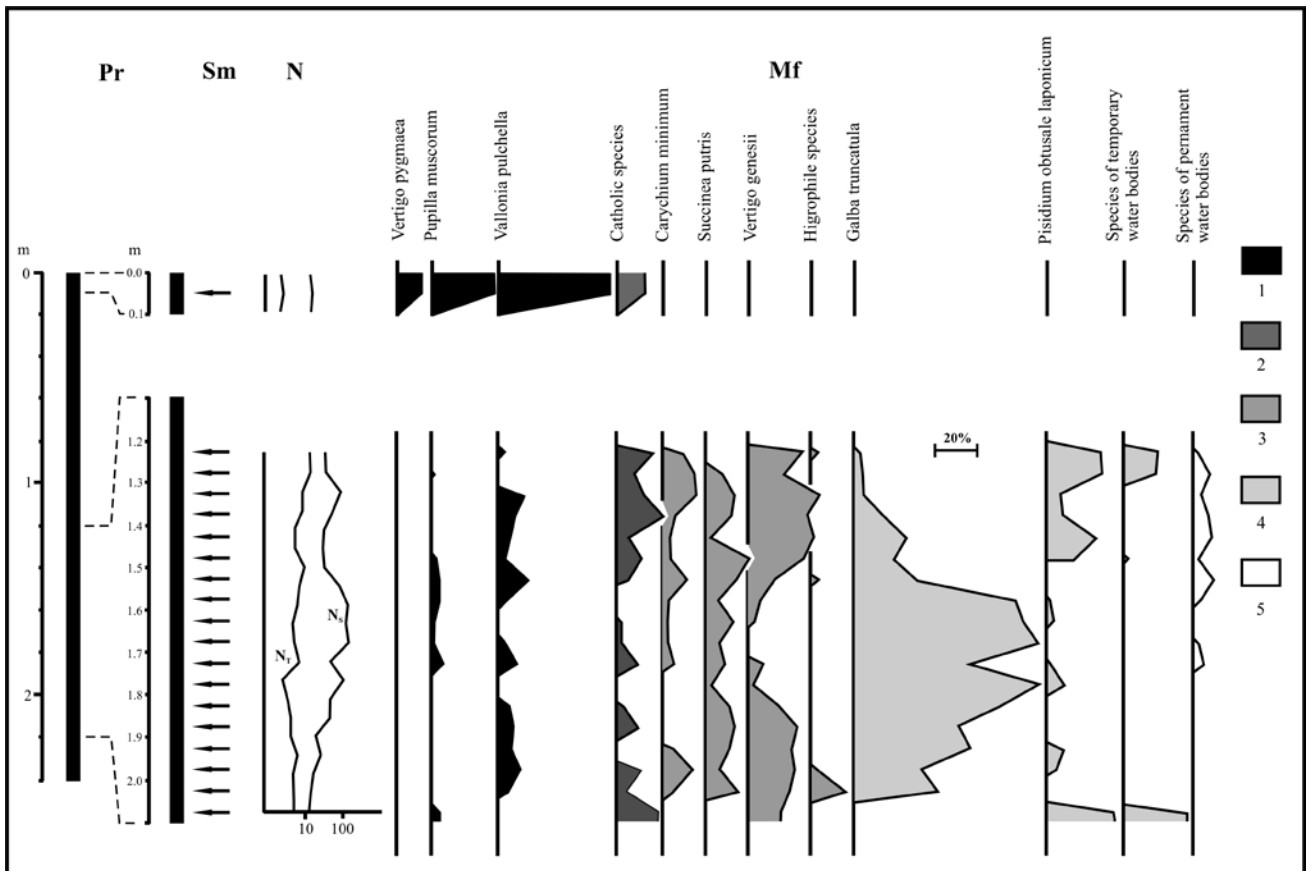 Pr
Sm
N
Mf
Vertigo pygmaea
Pupilla muscorum
Vallonia pulchella
Catholic species
Carychium minimum
Succinea putris
Vertigo genesii
Higrophile species
Galba truncatula
Pisidium obtusale laponicum
Species of temporary
water bodies
Species of pernament
water bodies
m
m
0
1
2
0.0
0.1
1.2
1.3
1.4
1.5
1.6
1.7
1.8
1.9
2.0
Ns
NT
10
100
20%
1
2
3
4
5